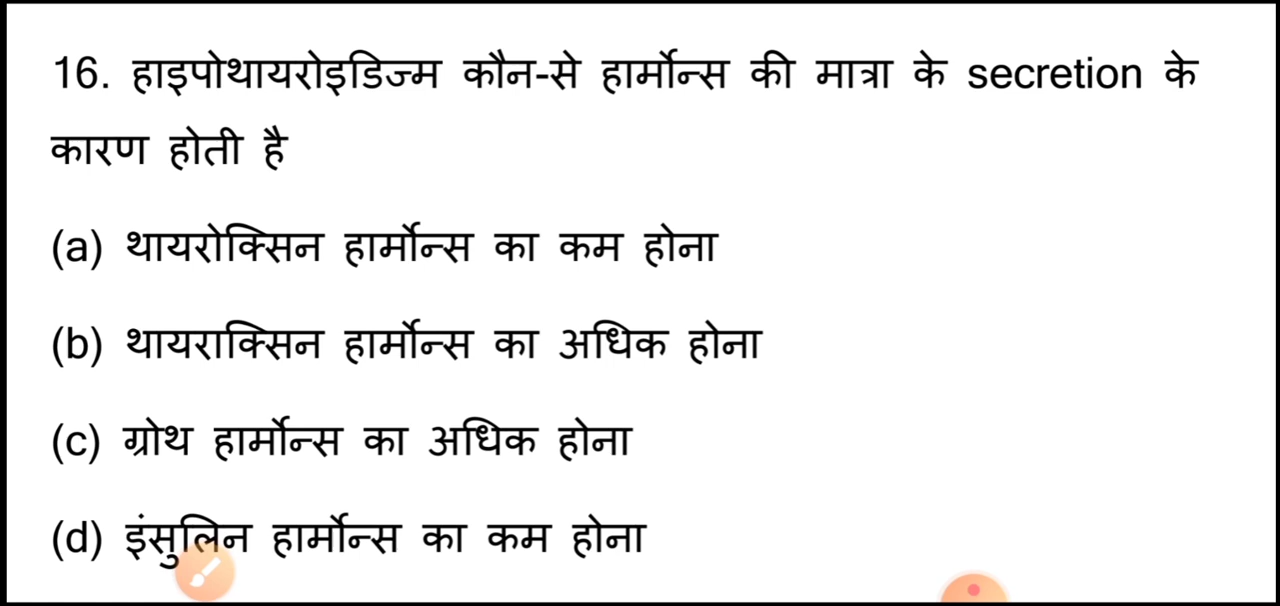 16. हाइपोथायरोइडिज्म कौन-से हार्मोन्स की मात्रा के secretion के
कारण होती है
(a) थायरोक्सिन हार्मोन्स का कम होना
(b) थायराक्सिन हार्मोन्स का अधिक होना
(c) ग्रोथ हार्मोन्स का अधिक होना
(d) इंसुलिन हार्मोन्स का कम होना